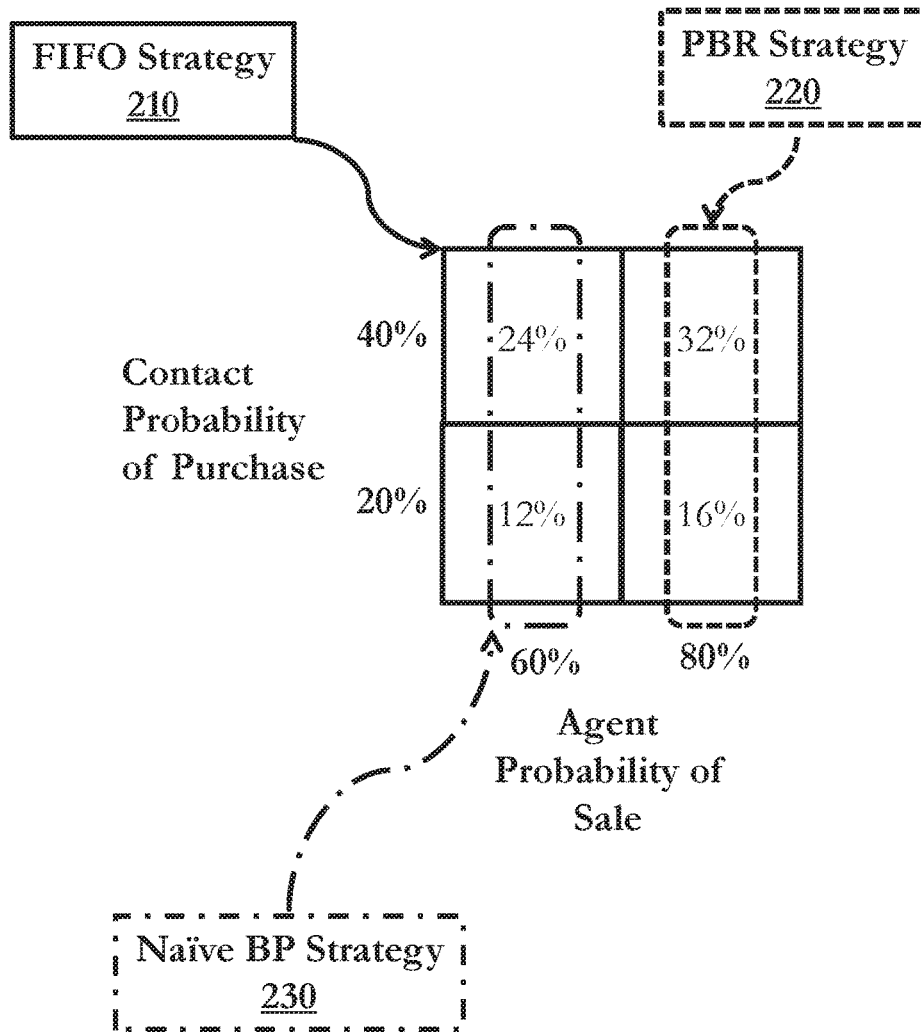 FIFO Strategy
210
PBR Strategy
220
40%
24%
32%
Contact
Probability
of Purchase
20%
12%
16%
60%
80%
Agent
Probability of
Sale
Naïve BP Strategy
230